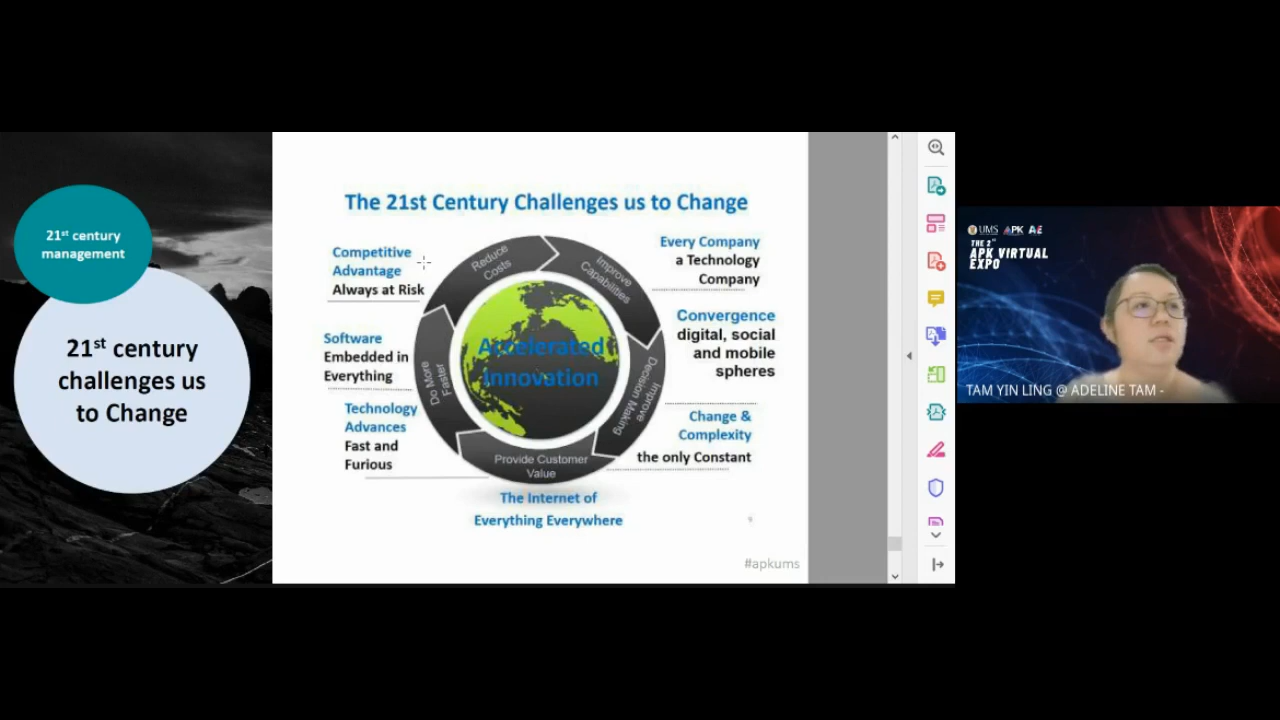 21st century
management
21st century
challenges us
to Change
The 21st Century Challenges us to Change
Competitive
Advantage
Always at Risk
Software
Embedded in
Everything
Technology
Advances
Fast and
Furious
Reduce
Costs
Improve
Capabilities
Improve
Decision Making
Provide Customer
Value
Do More
Faster
Accelerated
Innovation
Every Company
a Technology
Company
Convergence
digital, social
and mobile
spheres
Change &
Complexity
the only Constant
The Internet of
Everything Everywhere
9
#apkums
UMS APK AE
THE 2nd
APK VIRTUAL
EXPO
TAM YIN LING @ ADELINE TAM -